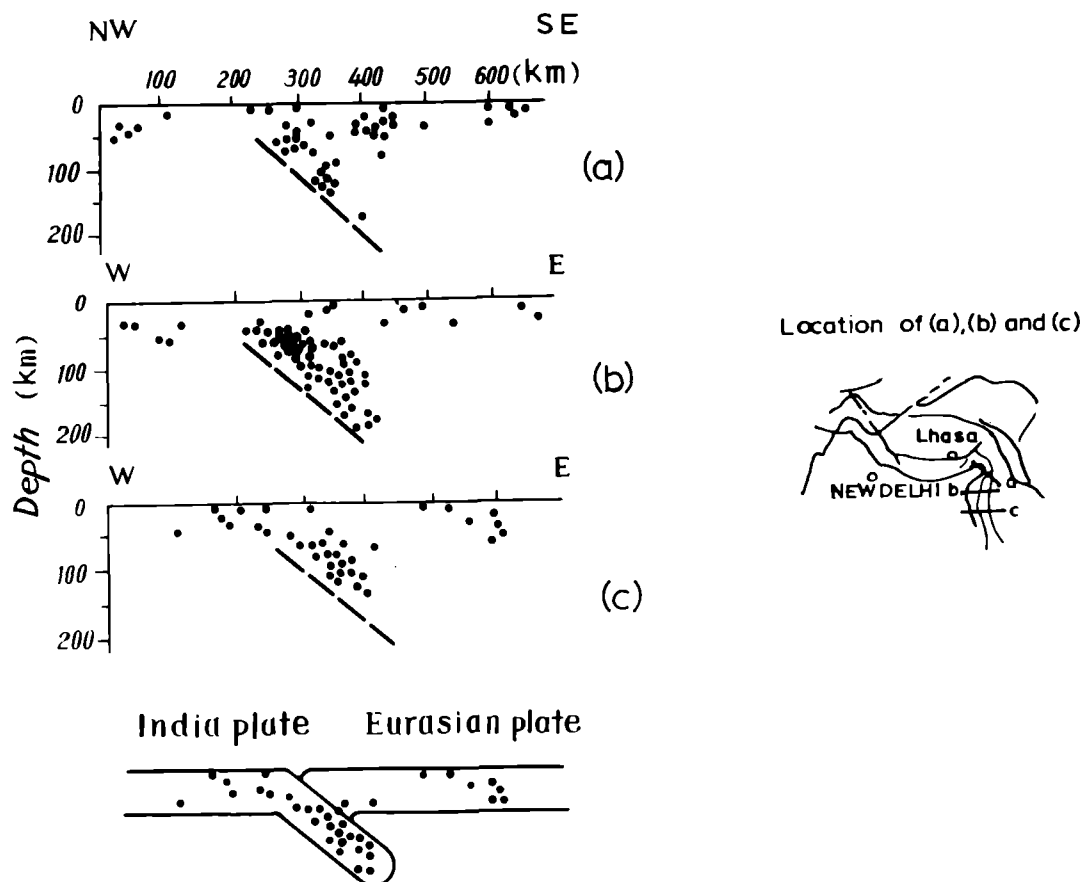 NW SE
100 200 300 400 500 600 (km)
0
100
200
(a)
W E
0
100
200
(b)
W E
0
100
200
(c)
Depth (km)
India plate Eurasian plate
Location of (a),(b) and (c)
Lhasa
NEW DELHI b a
c